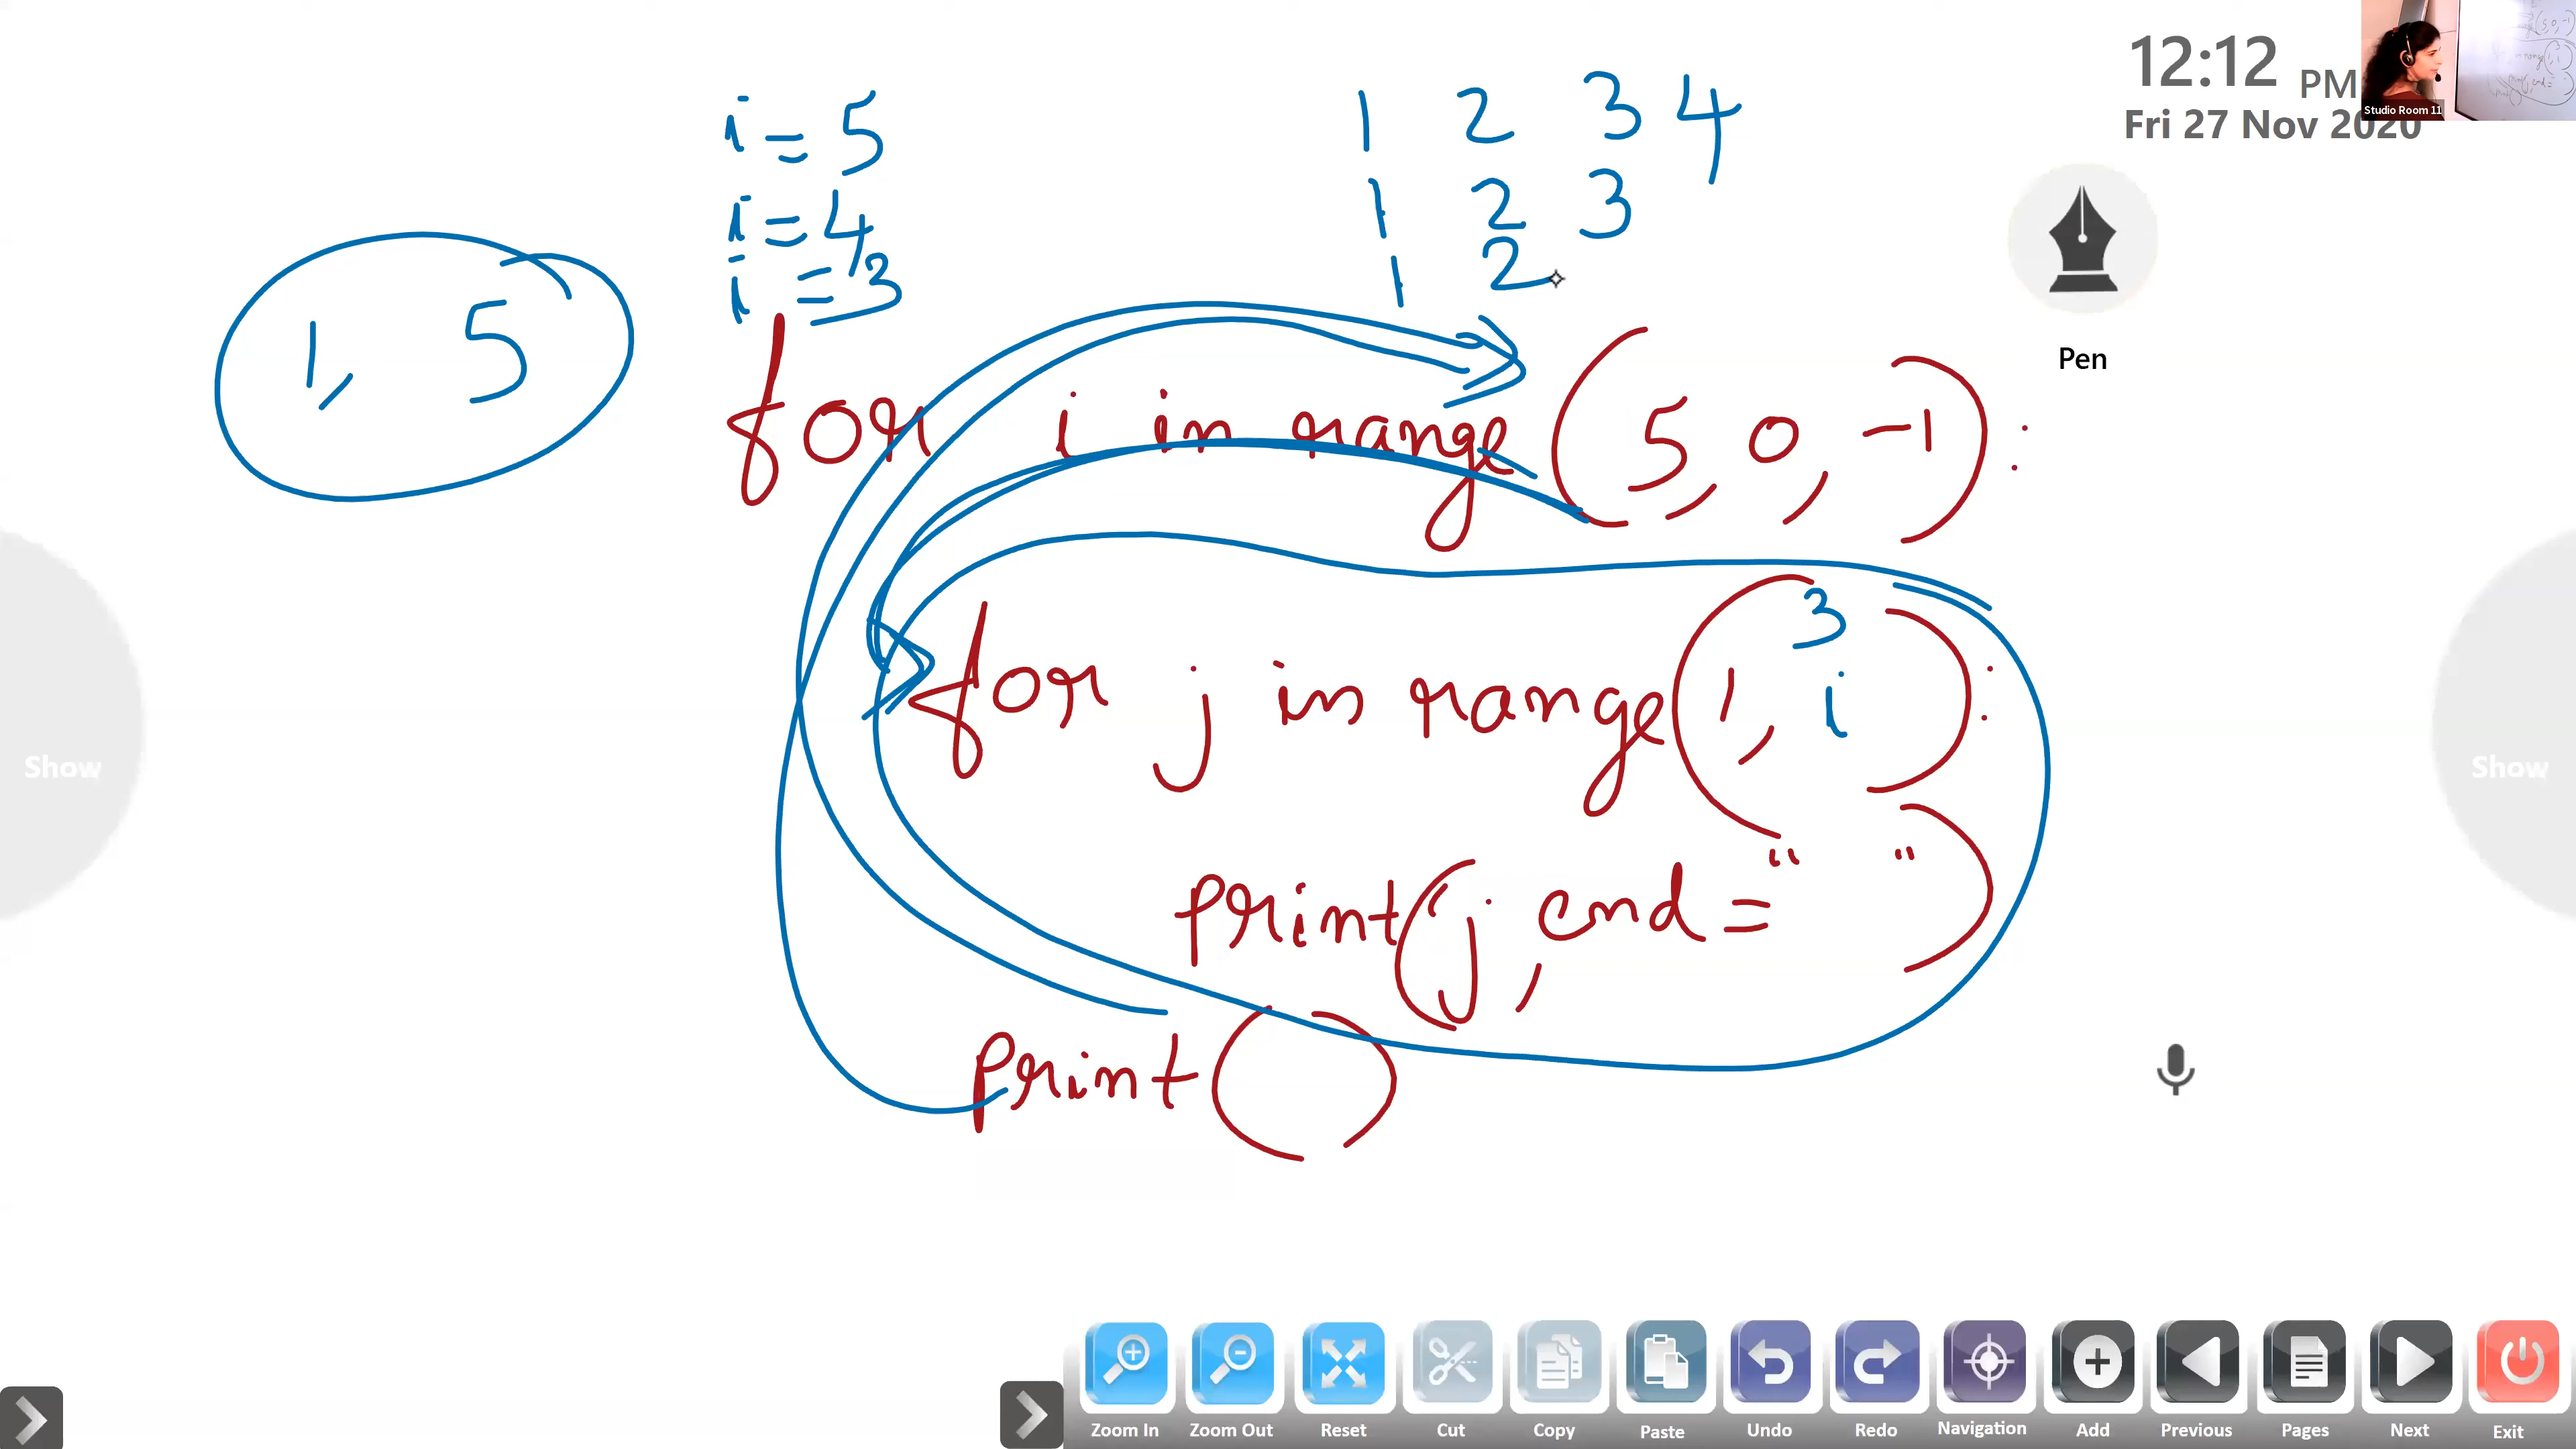 12:12 PM
Fri 27 Nov 2020
Studio Room 11
i = 5
i = 4
i = 3
1 2 3 4
1 2 3
1 2
1, 5
for i in range (5, 0, -1) :
3
for j in range (1, i) :
print (j, end = " ")
print ( )
Pen
Show
Show
Zoom In
Zoom Out
Reset
Cut
Copy
Paste
Undo
Redo
Navigation
Add
Previous
Pages
Next
Exit